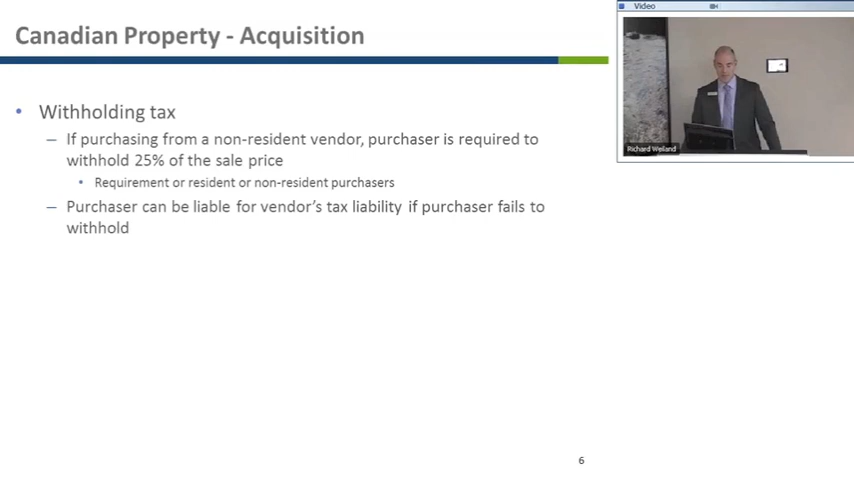 Canadian Property - Acquisition
Video
• Withholding tax
– If purchasing from a non-resident vendor, purchaser is required to
withhold 25% of the sale price
• Requirement or resident or non-resident purchasers
– Purchaser can be liable for vendor's tax liability if purchaser fails to
withhold
Richard Weiland
6